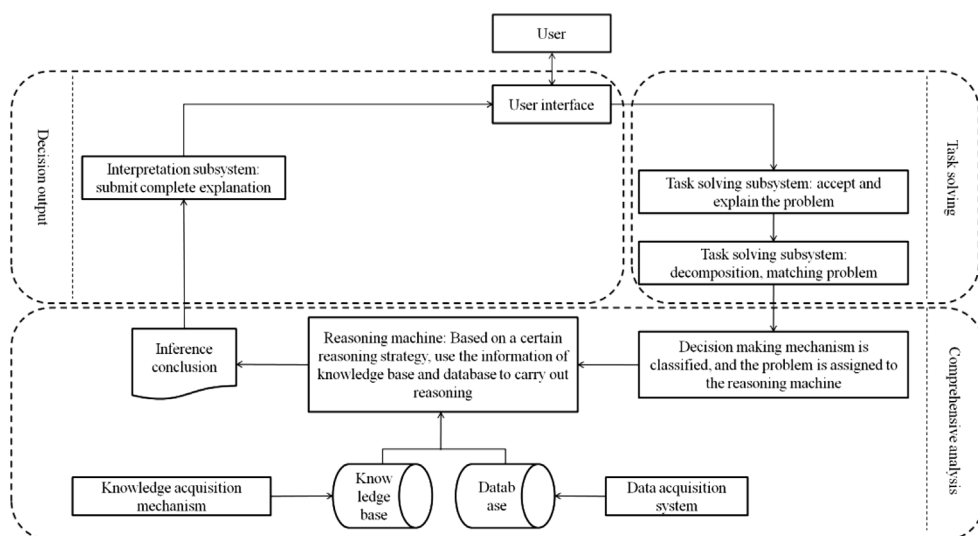 User
User interface
Decision output
Interpretation subsystem:
submit complete explanation
Task solving
Task solving subsystem: accept and
explain the problem
Task solving subsystem:
decomposition, matching problem
Inference
conclusion
Reasoning machine: Based on a certain
reasoning strategy, use the information of
knowledge base and database to carry out
reasoning
Decision making mechanism is
classified, and the problem is assigned to
the reasoning machine
Comprehensive analysis
Knowledge acquisition
mechanism
Know
ledge
base
Datab
ase
Data acquisition
system